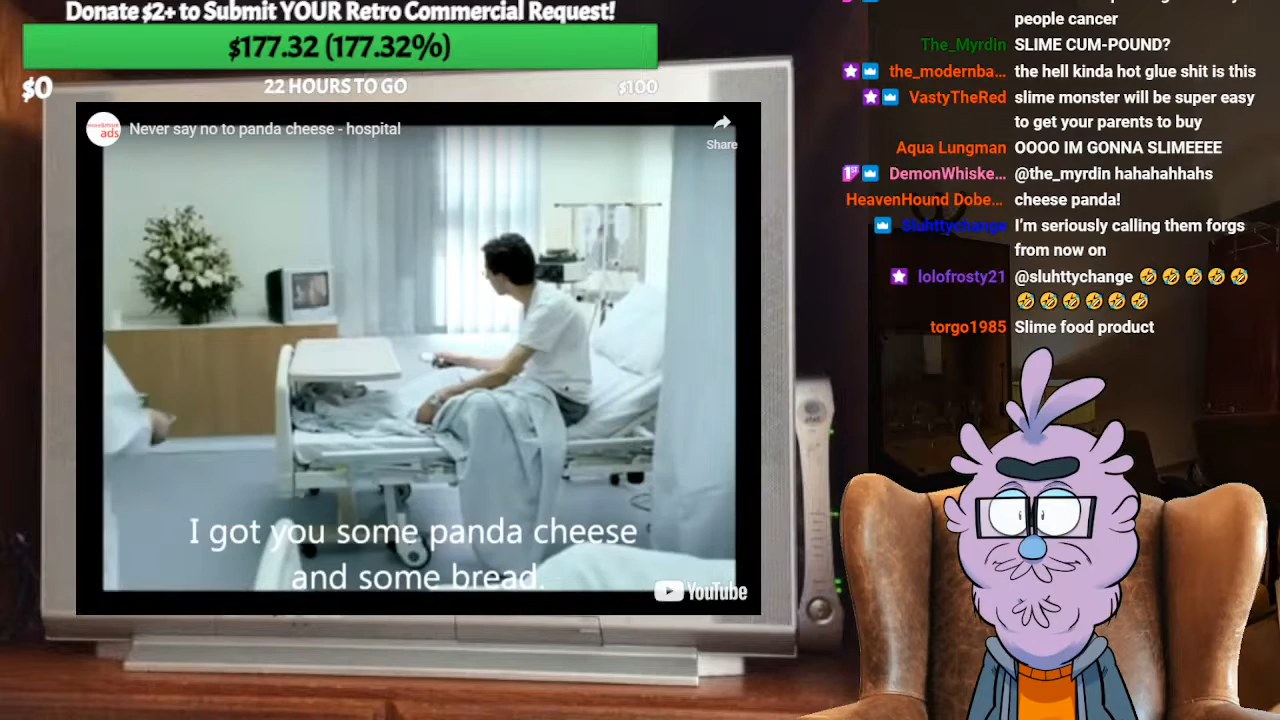 Donate $2+ to Submit YOUR Retro Commercial Request!
$177.32 (177.32%)
$0
22 HOURS TO GO
$100
ads
Never say no to panda cheese - hospital
Share
I got you some panda cheese
and some bread.
YouTube
people cancer
The_Myrdin SLIME CUM-POUND?
the_modernba... the hell kinda hot glue shit is this
VastyTheRed slime monster will be super easy
to get your parents to buy
Aqua Lungman OOOO IM GONNA SLIMEEEE
DemonWhiske... @the_myrdin hahahahhahs
HeavenHound Dobe... cheese panda!
Sluhttychange I'm seriously calling them forgs
from now on
lolofrosty21 @sluhttychange 🤣 🤣 🤣 🤣 🤣
🤣 🤣 🤣 🤣 🤣 🤣
torgo1985 Slime food product